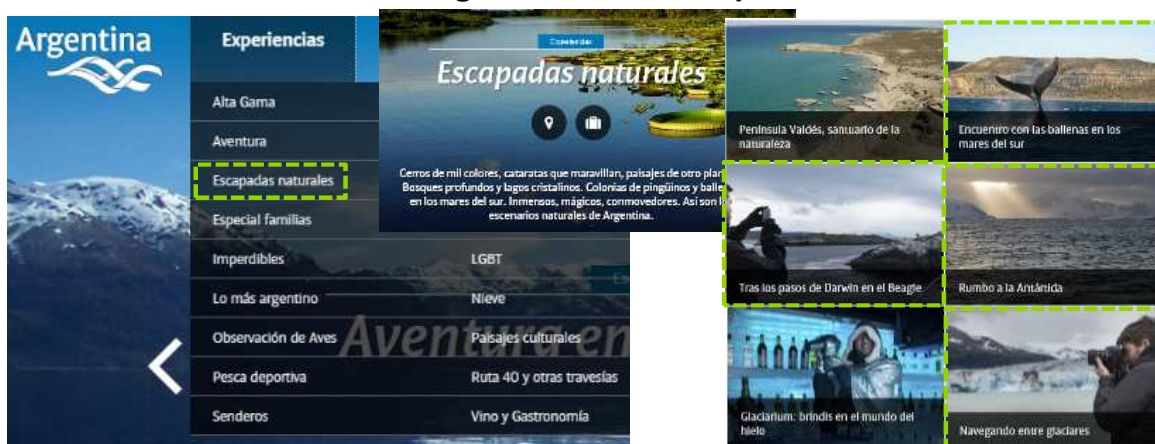 Argentina
Experiencias
Alta Gama
Aventura
Escapadas naturales
Especial familias
Imperdibles
LGBT
Lo más argentino
Nieve
Observación de Aves
Paisajes culturales
Pesca deportiva
Ruta 40 y otras travesías
Senderos
Vino y Gastronomía
Aventura en
Escapadas naturales
Cerros de mil colores, cataratas que maravillan, paisajes de otro plan
Bosques profundos y lagos cristalinos. Colonias de pingüinos y balle
en los mares del sur. Inmensos, mágicos, conmovedores. Así son l
escenarios naturales de Argentina.
Península Valdés, santuario de la
naturaleza
Encuentro con las ballenas en los
mares del sur
Tras los pasos de Darwin en el Beagle
Rumbo a la Antártida
Glaciarium: brindis en el mundo del
hielo
Navegando entre glaciares